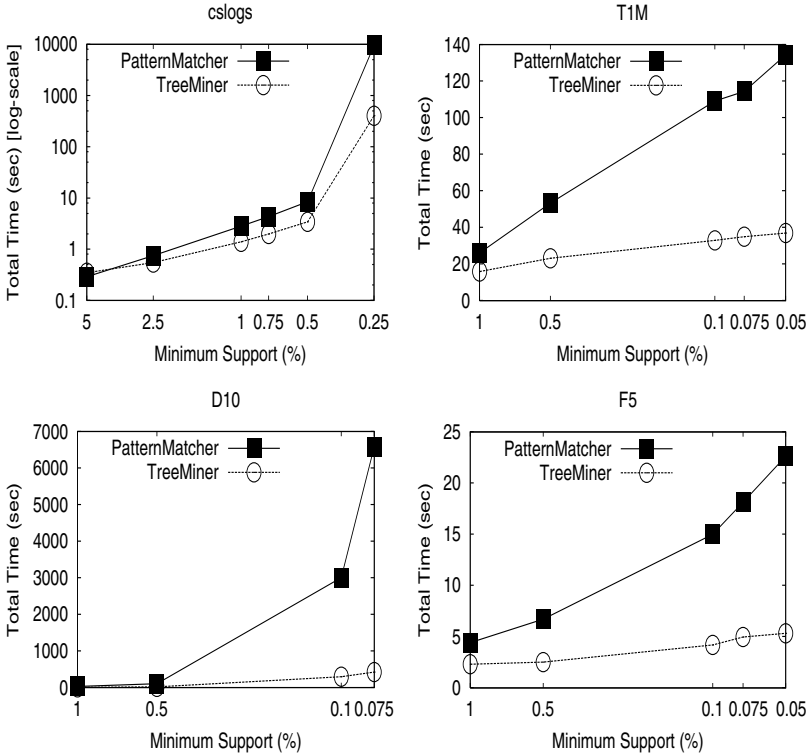 cslogs
Total Time (sec) [log-scale]
10000
1000
100
10
1
0.1
PatternMatcher
TreeMiner
5 2.5 1 0.75 0.5 0.25
Minimum Support (%)
T1M
Total Time (sec)
140
120
100
80
60
40
20
0
PatternMatcher
TreeMiner
1 0.5 0.1 0.075 0.05
Minimum Support (%)
D10
Total Time (sec)
7000
6000
5000
4000
3000
2000
1000
0
PatternMatcher
TreeMiner
1 0.5 0.1 0.075
Minimum Support (%)
F5
Total Time (sec)
25
20
15
10
5
0
PatternMatcher
TreeMiner
1 0.5 0.1 0.075 0.05
Minimum Support (%)